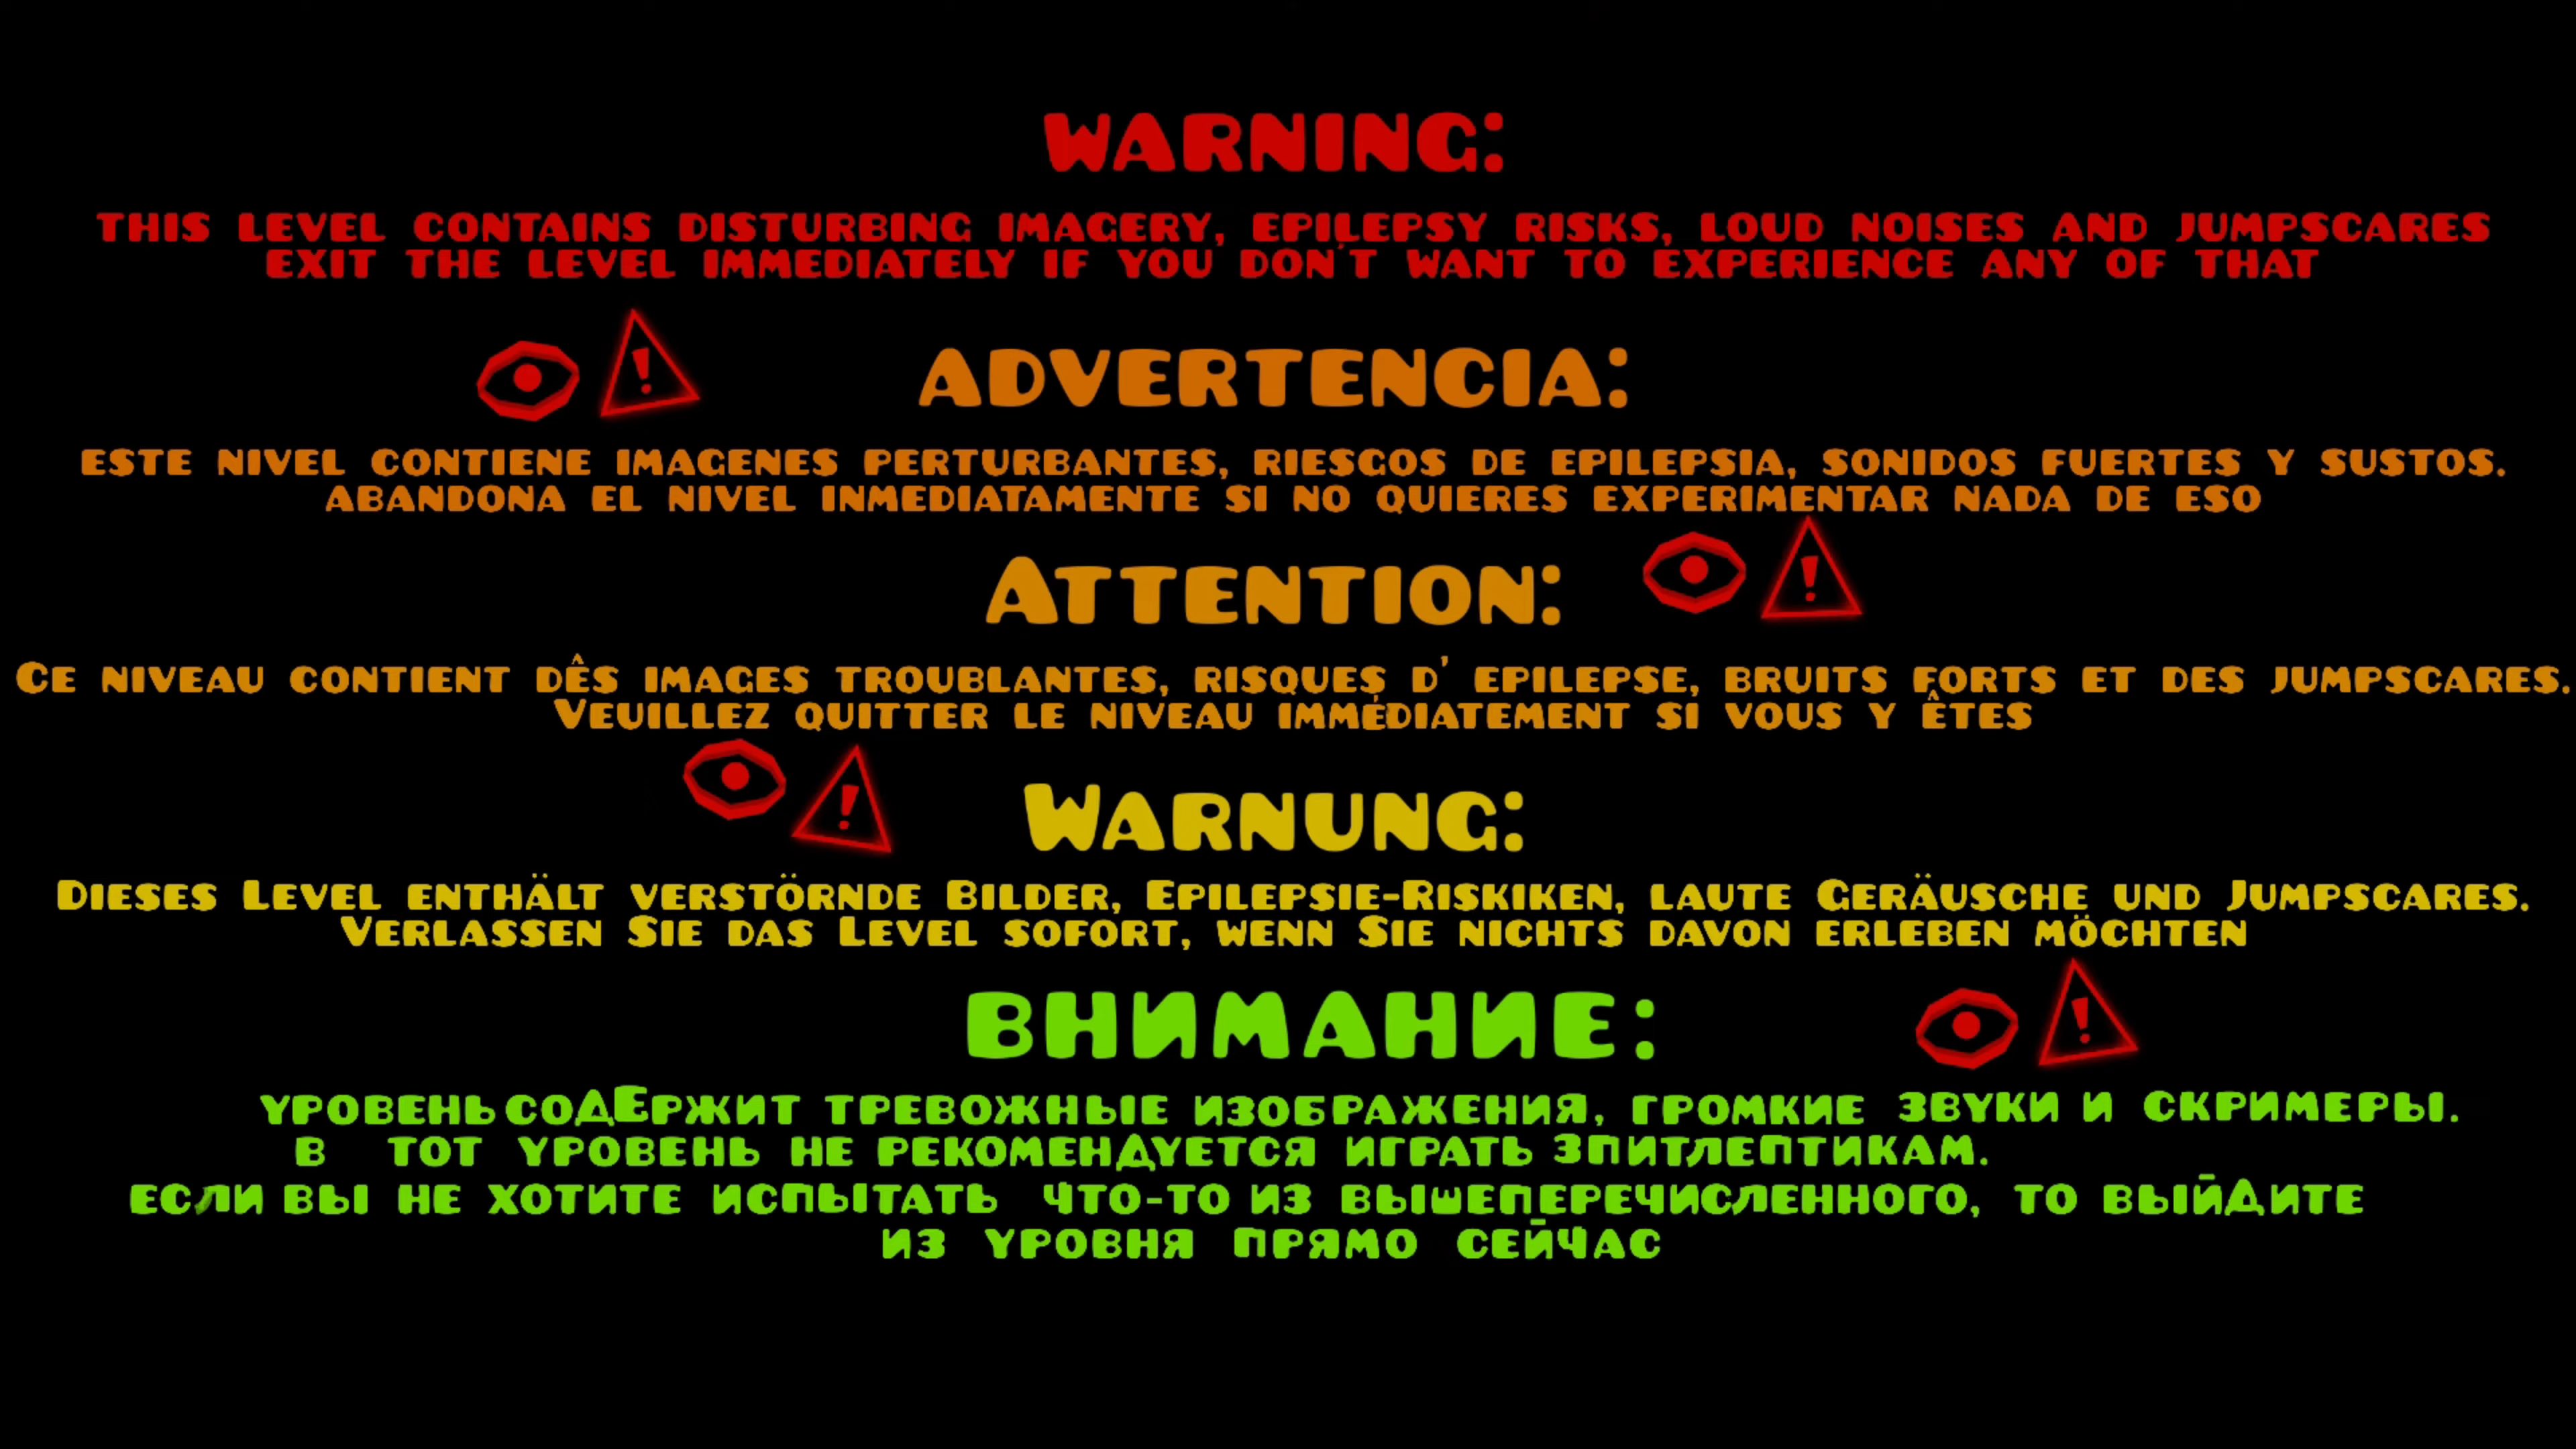 WARNING:
THIS LEVEL CONTAINS DISTURBING IMAGERY, EPILEPSY RISKS, LOUD NOISES AND JUMPSCARES
EXIT THE LEVEL IMMEDIATELY IF YOU DON'T WANT TO EXPERIENCE ANY OF THAT
ADVERTENCIA:
ESTE NIVEL CONTIENE IMAGENES PERTURBANTES, RIESGOS DE EPILEPSIA, SONIDOS FUERTES Y SUSTOS.
ABANDONA EL NIVEL INMEDIATAMENTE SI NO QUIERES EXPERIMENTAR NADA DE ESO
ATTENTION:
CE NIVEAU CONTIENT DÊS IMAGES TROUBLANTES, RISQUES D' EPILEPSE, BRUITS FORTS ET DES JUMPSCARES.
VEUILLEZ QUITTER LE NIVEAU IMMÉDIATEMENT SI VOUS Y ÊTES
WARNUNG:
DIESES LEVEL ENTHÄLT VERSTÖRNDE BILDER, EPILEPSIE-RISKIKEN, LAUTE GERÄUSCHE UND JUMPSCARES.
VERLASSEN SIE DAS LEVEL SOFORT, WENN SIE NICHTS DAVON ERLEBEN MÖCHTEN
ВНИМАНИЕ:
УРОВЕНЬ СОДЕРЖИТ ТРЕВОЖНЫЕ ИЗОБРАЖЕНИЯ, ГРОМКИЕ ЗВУКИ И СКРИМЕРЫ.
В ТОТ УРОВЕНЬ НЕ РЕКОМЕНДУЕТСЯ ИГРАТЬ ЗПИТЛЕПТИКАМ.
ЕСЛИ ВЫ НЕ ХОТИТЕ ИСПЫТАТЬ ЧТО-ТО ИЗ ВЫШЕПЕРЕЧИСЛЕННОГО, ТО ВЫЙДИТЕ
ИЗ УРОВНЯ ПРЯМО СЕЙЧАС